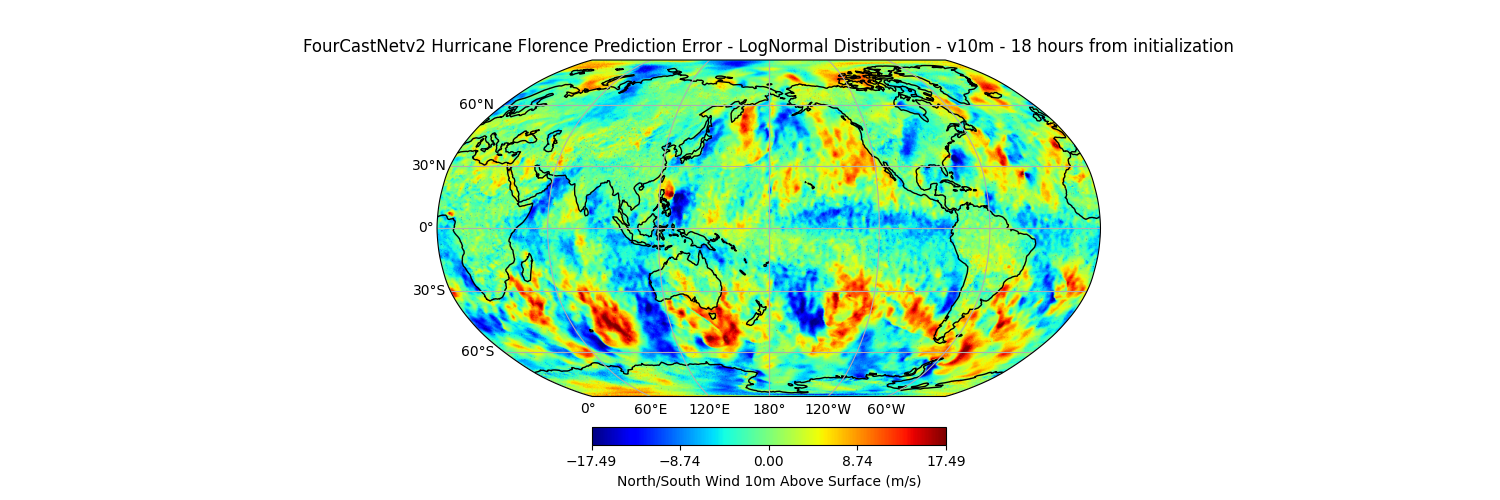 FourCastNetv2 Hurricane Florence Prediction Error - LogNormal Distribution - v10m - 18 hours from initialization
60°N
30°N
0°
30°S
60°S
0° 60°E 120°E 180° 120°W 60°W
−17.49 −8.74 0.00 8.74 17.49
North/South Wind 10m Above Surface (m/s)